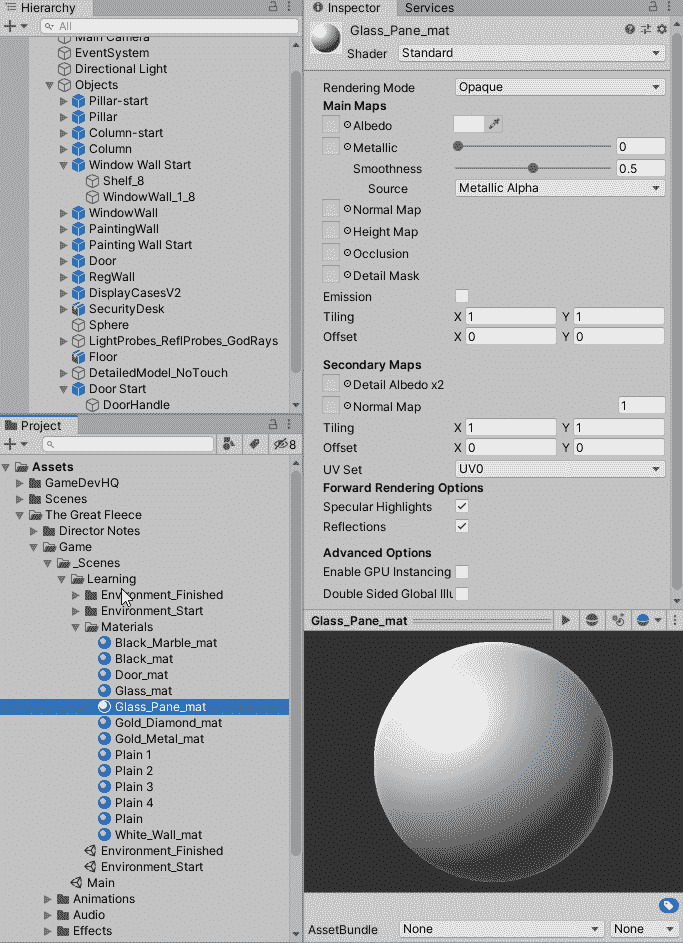 Hierarchy
All
Main Camera
EventSystem
Directional Light
Objects
Pillar-start
Pillar
Column-start
Column
Window Wall Start
Shelf_8
WindowWall_1_8
WindowWall
PaintingWall
Painting Wall Start
Door
RegWall
DisplayCasesV2
SecurityDesk
Sphere
LightProbes_ReflProbes_GodRays
Floor
DetailedModel_NoTouch
Door Start
DoorHandle
Project
8
Assets
GameDevHQ
Scenes
The Great Fleece
Director Notes
Game
_Scenes
Learning
Environment_Finished
Environment_Start
Materials
Black_Marble_mat
Black_mat
Door_mat
Glass_mat
Glass_Pane_mat
Gold_Diamond_mat
Gold_Metal_mat
Plain 1
Plain 2
Plain 3
Plain 4
Plain
White_Wall_mat
Environment_Finished
Environment_Start
Main
Animations
Audio
Effects
Inspector Services
Glass_Pane_mat
Shader Standard
Rendering Mode Opaque
Main Maps
Albedo
Metallic 0
Smoothness 0.5
Source Metallic Alpha
Normal Map
Height Map
Occlusion
Detail Mask
Emission
Tiling X 1 Y 1
Offset X 0 Y 0
Secondary Maps
Detail Albedo x2
Normal Map 1
Tiling X 1 Y 1
Offset X 0 Y 0
UV Set UV0
Forward Rendering Options
Specular Highlights
Reflections
Advanced Options
Enable GPU Instancing
Double Sided Global Illu
Glass_Pane_mat
AssetBundle None None